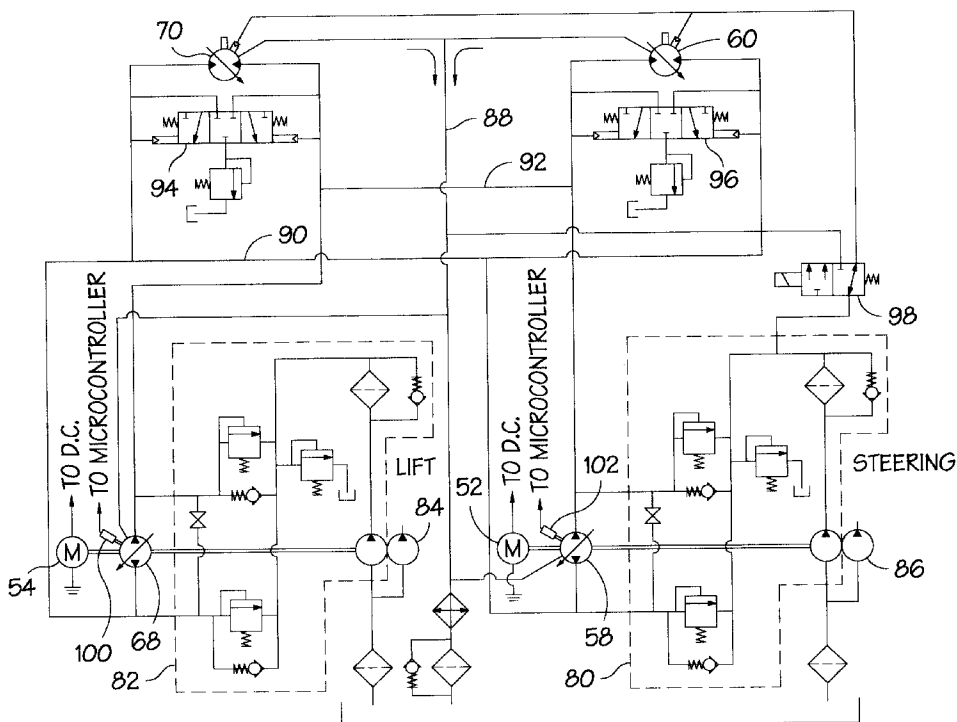 70
60
88
94
92
96
90
98
TO D.C.
TO MICROCONTROLLER
TO D.C.
TO MICROCONTROLLER
LIFT
STEERING
84
102
52
M
M
54
86
100
68
82
58
80